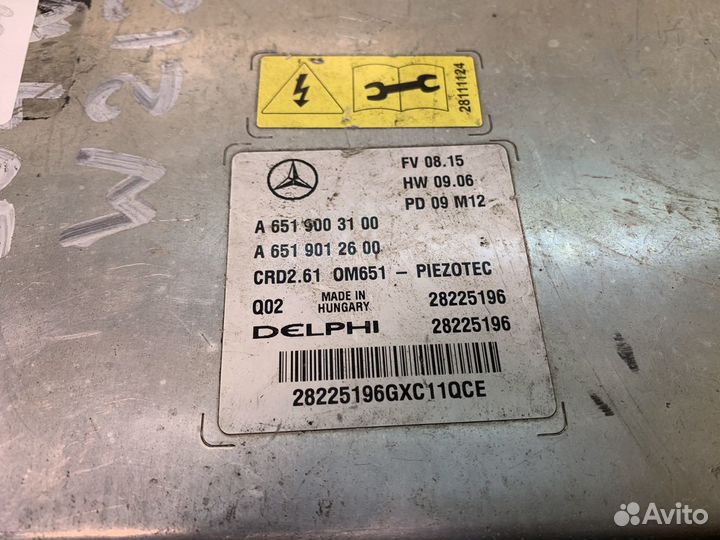 28111124
FV 08.15
HW 09.06
PD 09 M12
A 651 900 31 00
A 651 901 26 00
CRD2.61 OM651 - PIEZOTEC
Q02 MADE IN HUNGARY 28225196
DELPHI 28225196
28225196GXC11QCE
Avito